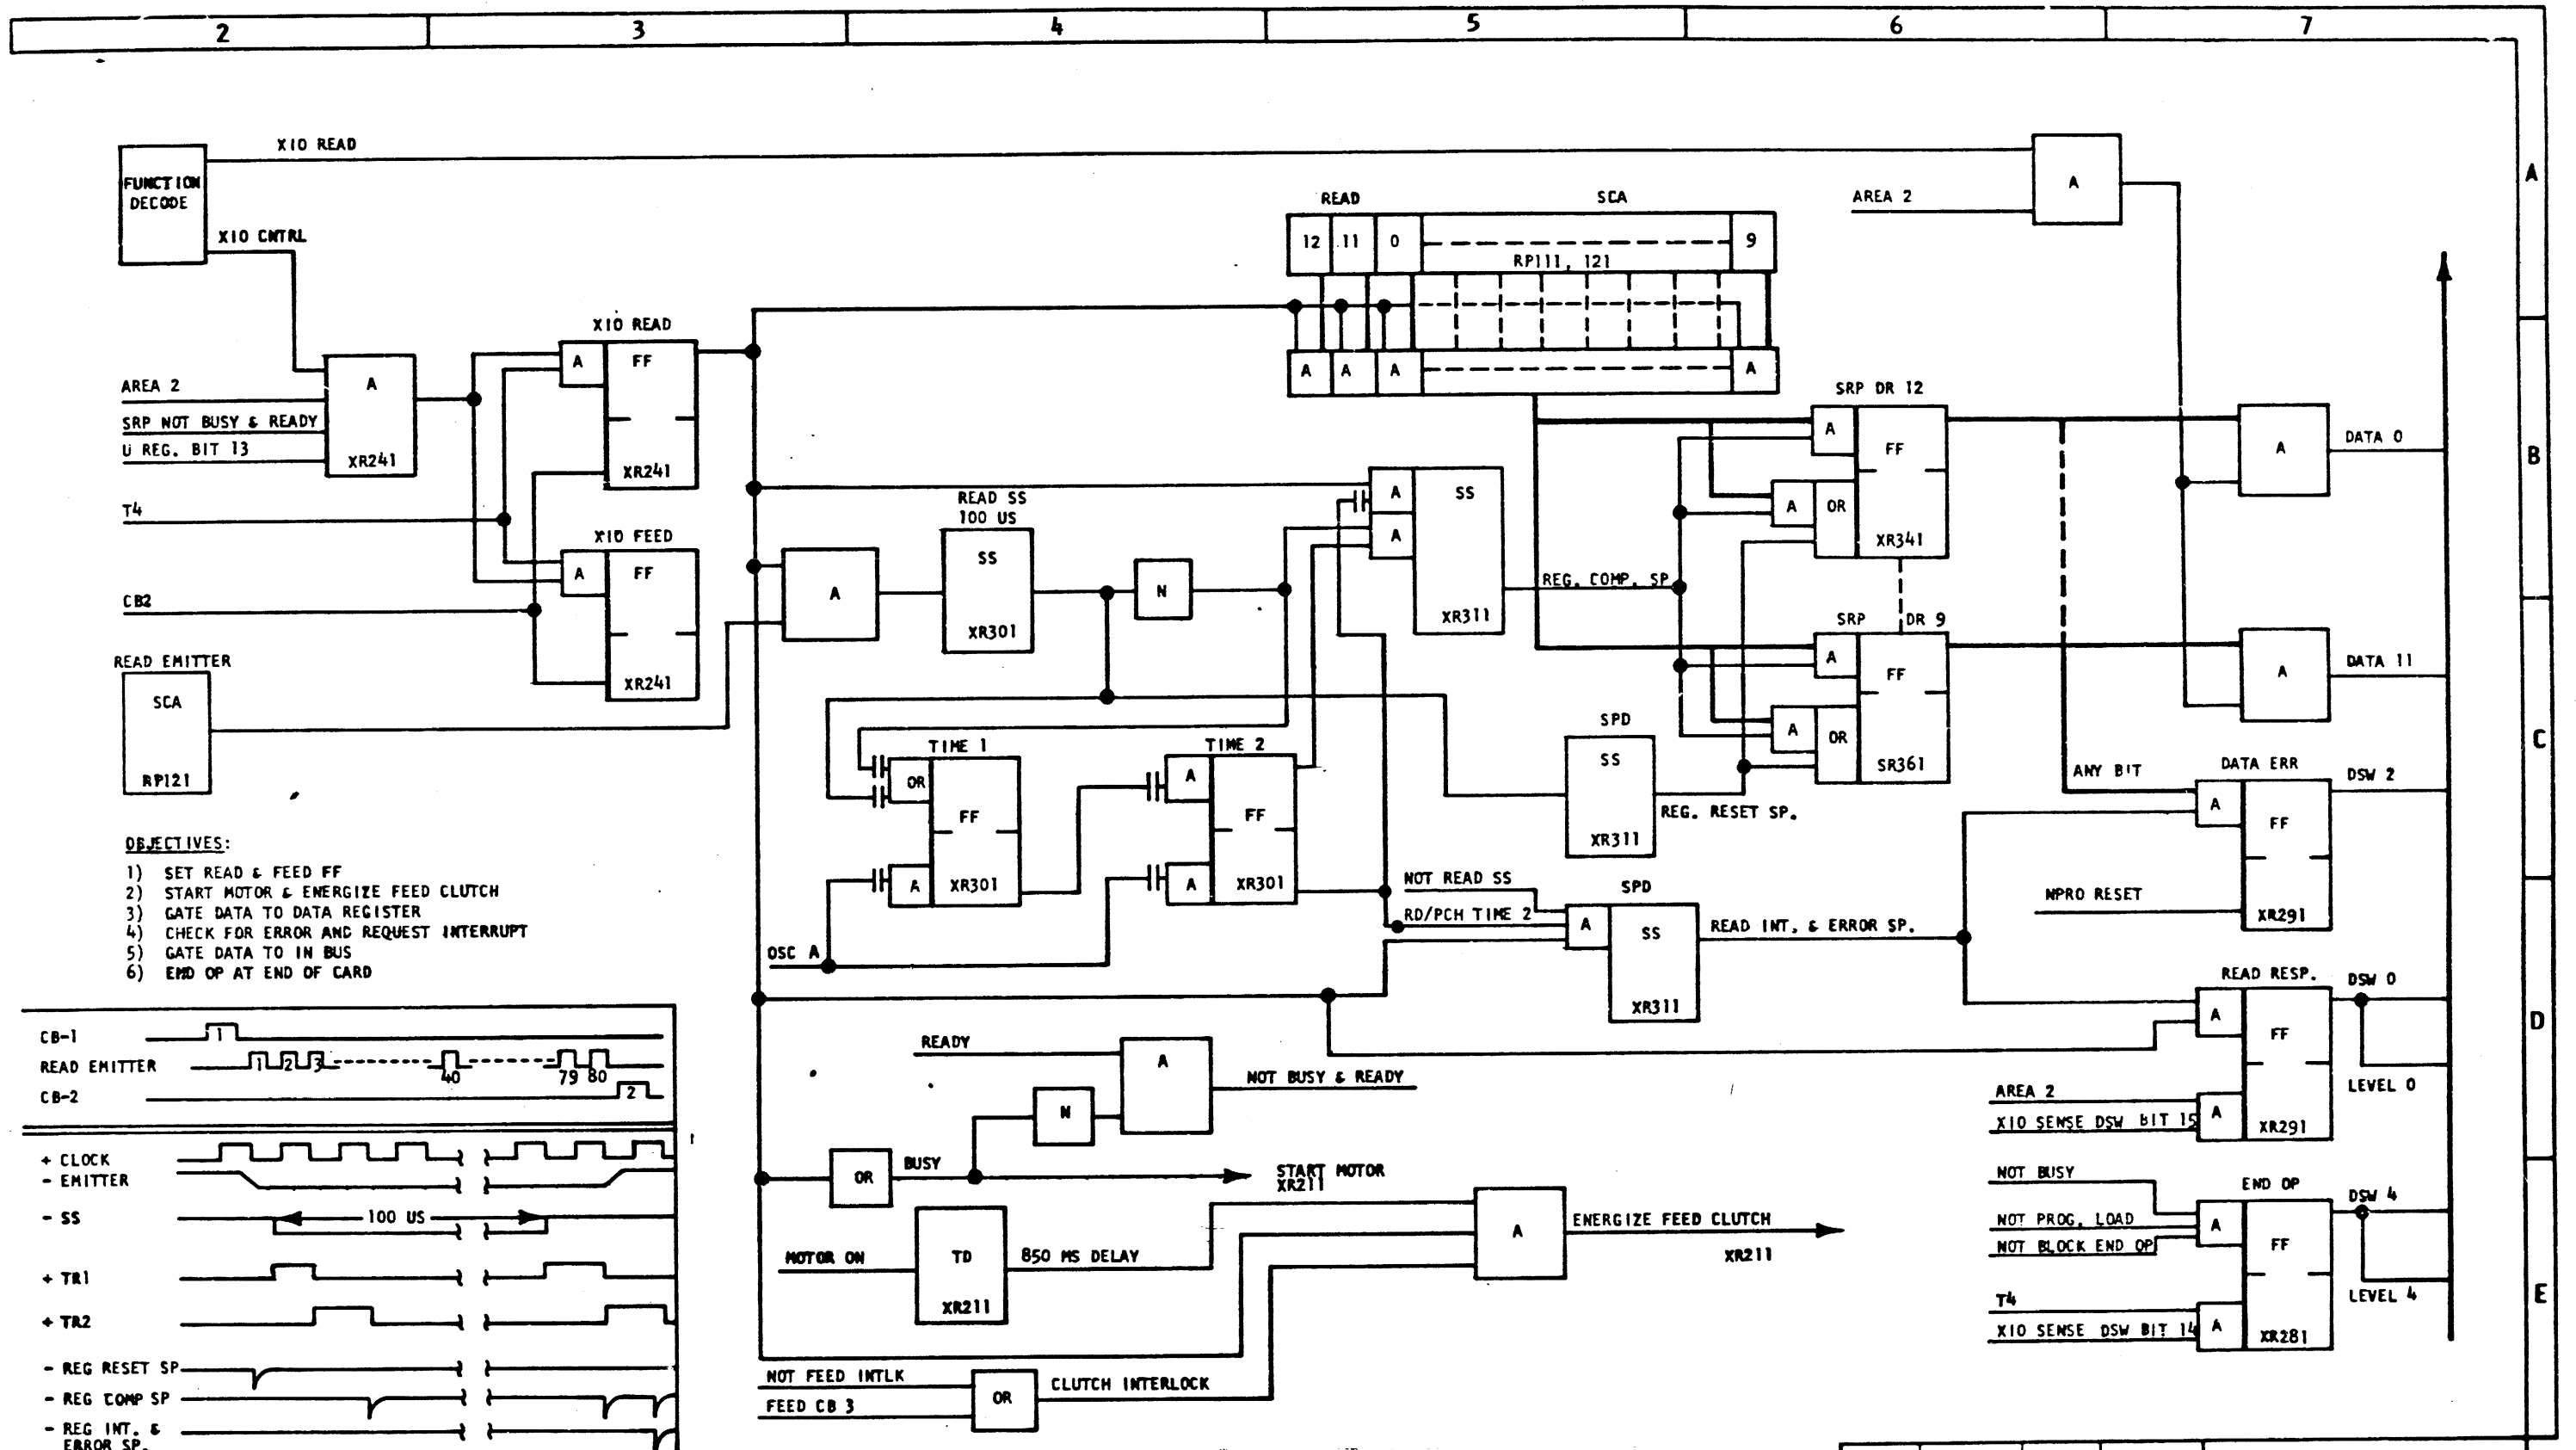 2 3 4 5 6 7
A
B
C
D
E
FUNCTION
DECODE
XIO READ
XIO CNTRL
AREA 2
SRP NOT BUSY & READY
U REG. BIT 13
A
XR241
T4
CB2
XIO READ
A FF
XR241
XIO FEED
A FF
XR241
READ EMITTER
SCA
RP121
OBJECTIVES:
1) SET READ & FEED FF
2) START MOTOR & ENERGIZE FEED CLUTCH
3) GATE DATA TO DATA REGISTER
4) CHECK FOR ERROR AND REQUEST INTERRUPT
5) GATE DATA TO IN BUS
6) END OP AT END OF CARD
CB-1 1
READ EMITTER 1 2 3 40 79 80
CB-2 2
+ CLOCK
- EMITTER
- SS 100 US
+ TR1
+ TR2
- REG RESET SP
- REG COMP SP
- REG INT. &
ERROR SP.
A
READ SS
100 US
SS
XR301
N
TIME 1
OR
FF
A XR301
TIME 2
A
FF
A XR301
OSC A
READ SCA
12 11 0 9
RP111, 121
A A A A
A SS
A
XR311
REG. COMP. SP
SPD
SS
XR311
REG. RESET SP.
NOT READ SS
RD/PCH TIME 2
SPD
A SS
XR311
READ INT. & ERROR SP.
READY
A
NOT BUSY & READY
N
OR
BUSY
START MOTOR
XR211
MOTOR ON
TD
XR211
850 MS DELAY
A
ENERGIZE FEED CLUTCH
XR211
NOT FEED INTLK
FEED CB 3
OR
CLUTCH INTERLOCK
AREA 2
A
SRP DR 12
A FF
A OR
XR341
SRP DR 9
A FF
A OR
SR361
A
DATA 0
A
DATA 11
ANY BIT
DATA ERR
DSW 2
A
FF
MPRO RESET
XR291
READ RESP.
DSW 0
A
FF
LEVEL 0
AREA 2
XIO SENSE DSW BIT 15
A
XR291
NOT BUSY
END OP
DSW 4
NOT PROG. LOAD
A
NOT BLOCK END OP
FF
T4
LEVEL 4
XIO SENSE DSW BIT 14
A
XR281